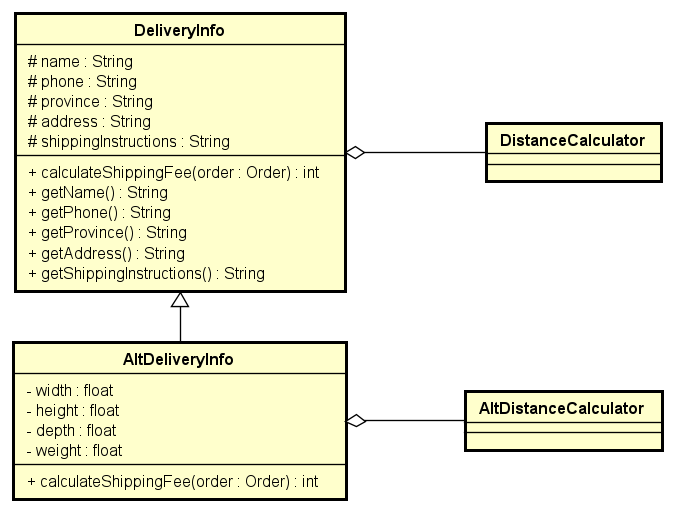 DeliveryInfo
# name : String
# phone : String
# province : String
# address : String
# shippingInstructions : String
+ calculateShippingFee(order : Order) : int
+ getName() : String
+ getPhone() : String
+ getProvince() : String
+ getAddress() : String
+ getShippingInstructions() : String
DistanceCalculator
AltDeliveryInfo
- width : float
- height : float
- depth : float
- weight : float
+ calculateShippingFee(order : Order) : int
AltDistanceCalculator